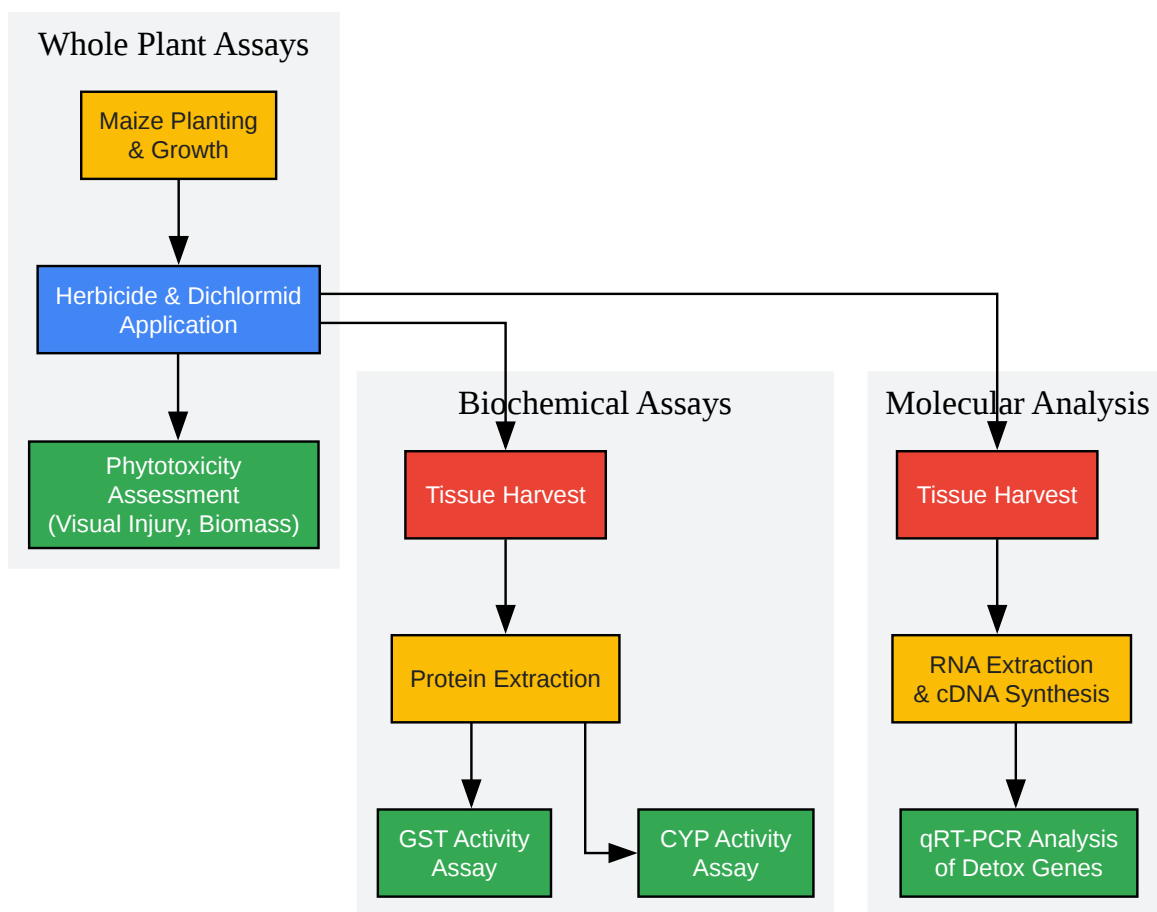 Whole Plant Assays
Maize Planting
& Growth
Herbicide & Dichlormid
Application
Phytotoxicity
Assessment
(Visual Injury, Biomass)
Biochemical Assays
Tissue Harvest
Protein Extraction
GST Activity
Assay
CYP Activity
Assay
Molecular Analysis
Tissue Harvest
RNA Extraction
& cDNA Synthesis
qRT-PCR Analysis
of Detox Genes